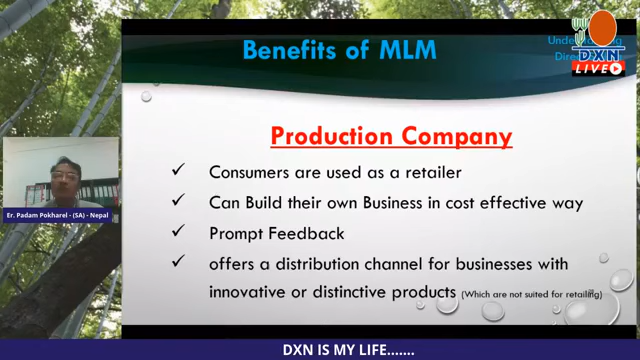 Benefits of MLM
DXN
LIVE
Production Company
✓ Consumers are used as a retailer
✓ Can Build their own Business in cost effective way
✓ Prompt Feedback
✓ offers a distribution channel for businesses with
innovative or distinctive products (Which are not suited for retailing)
Er. Padam Pokharel - (SA) - Nepal
DXN IS MY LIFE.......